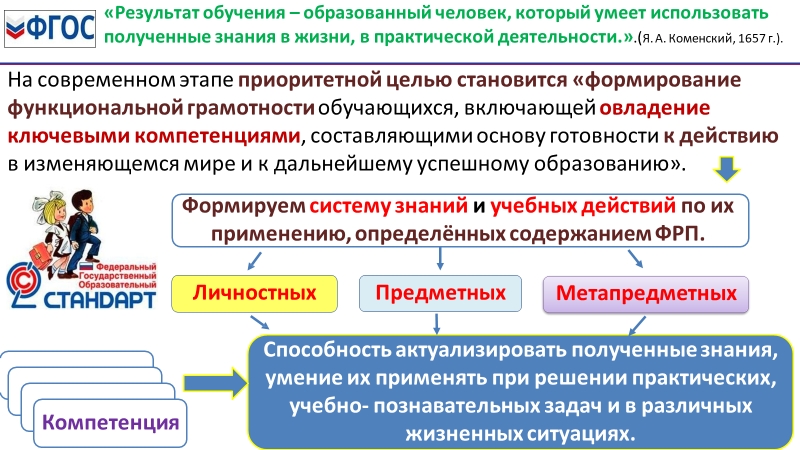 ФГОС
«Результат обучения – образованный человек, который умеет использовать
полученные знания в жизни, в практической деятельности.».(Я. А. Коменский, 1657 г.).
На современном этапе приоритетной целью становится «формирование
функциональной грамотности обучающихся, включающей овладение
ключевыми компетенциями, составляющими основу готовности к действию
в изменяющемся мире и к дальнейшему успешному образованию».
Формируем систему знаний и учебных действий по их
применению, определённых содержанием ФРП.
Федеральный
Государственный
Образовательный
СТАНДАРТ
2
Личностных
Предметных
Метапредметных
Способность актуализировать полученные знания,
умение их применять при решении практических,
учебно- познавательных задач и в различных
жизненных ситуациях.
Компетенция